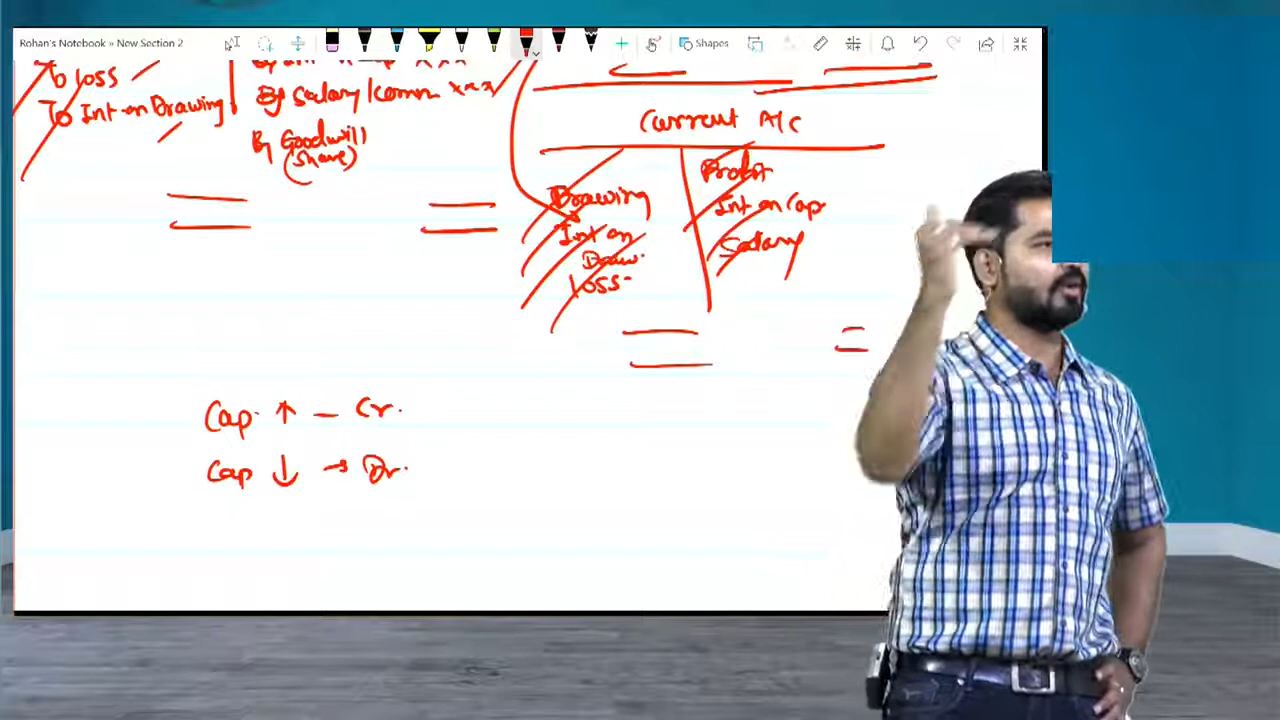 Rohan's Notebook » New Section 2
Shapes
To loss
To Int on Drawing
By Salary/comm xxx
By Goodwill
(Share)
Current A/c
Drawing
Int on
Draw.
loss
Profit
Int on Cap
Salary
Cap. ↑ – Cr.
Cap ↓ → Dr.